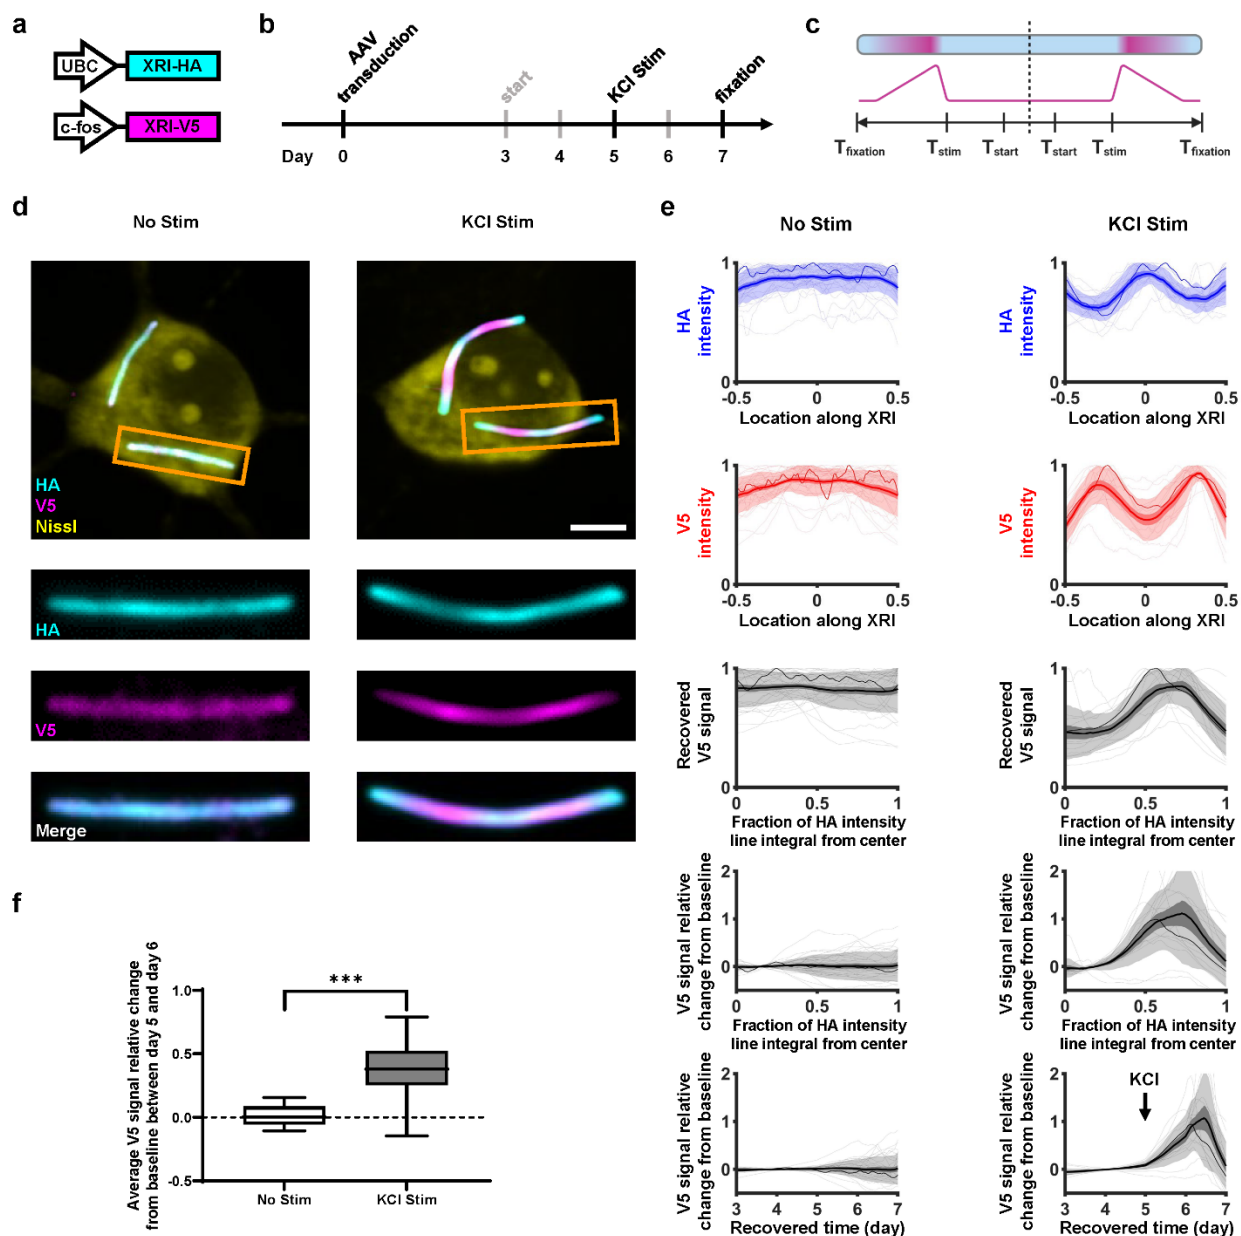 a
UBC
XRI-HA
c-fos
XRI-V5
b
AAV
transduction
start
KCl Stim
fixation
Day
0
3
4
5
6
7
c
Tfixation
Tstim
Tstart
Tstart
Tstim
Tfixation
d
No Stim
KCl Stim
HA
V5
Nissl
HA
V5
Merge
e
No Stim
KCl Stim
HA
intensity
1
0
-0.5
0
0.5
Location along XRI
HA
intensity
1
0
-0.5
0
0.5
Location along XRI
V5
intensity
1
0
-0.5
0
0.5
Location along XRI
V5
intensity
1
0
-0.5
0
0.5
Location along XRI
Recovered
V5 signal
1
0
0
0.5
1
Fraction of HA intensity
line integral from center
Recovered
V5 signal
1
0
0
0.5
1
Fraction of HA intensity
line integral from center
V5 signal relative
change from baseline
2
1
0
0
0.5
1
Fraction of HA intensity
line integral from center
V5 signal relative
change from baseline
2
1
0
0
0.5
1
Fraction of HA intensity
line integral from center
V5 signal relative
change from baseline
2
1
0
3
4
5
6
7
Recovered time (day)
V5 signal relative
change from baseline
2
1
0
KCl
3
4
5
6
7
Recovered time (day)
f
Average V5 signal relative change
from baseline between day 5 and day 6
1.0
0.5
0.0
-0.5
***
No Stim
KCl Stim